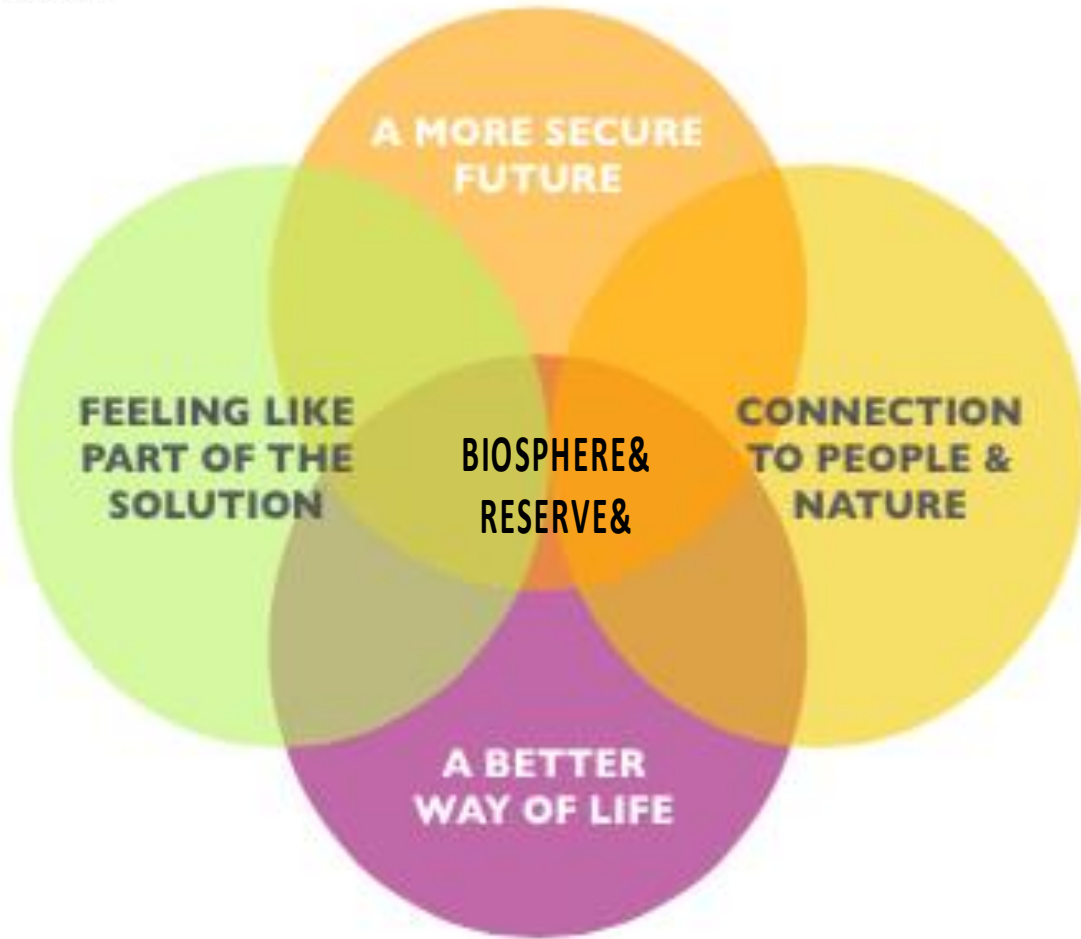 A MORE SECURE
FUTURE
FEELING LIKE
PART OF THE
SOLUTION
BIOSPHERE&
RESERVE&
CONNECTION
TO PEOPLE &
NATURE
A BETTER
WAY OF LIFE